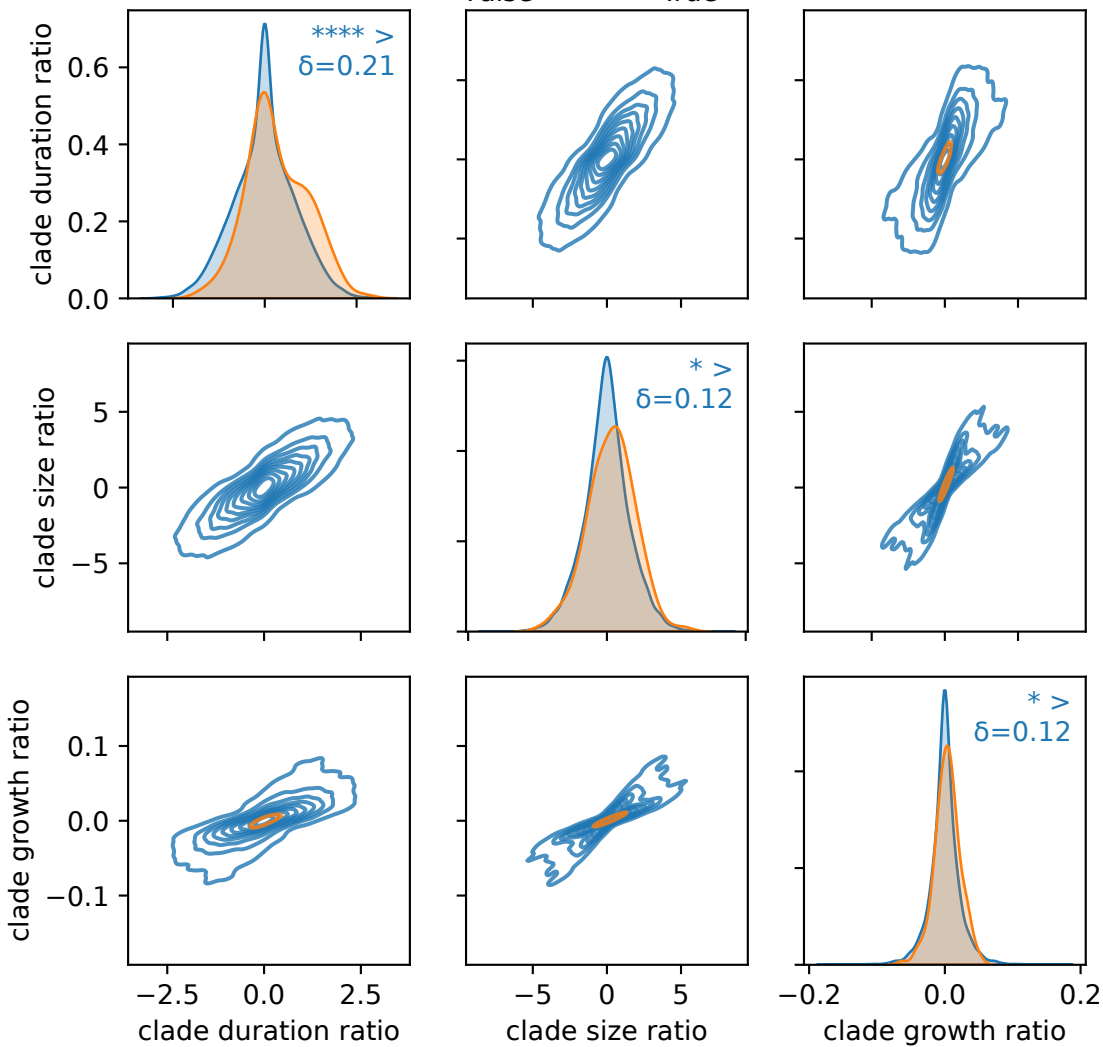 clade duration ratio
0.6
0.4
0.2
0.0
**** >
δ=0.21
clade size ratio
5
0
−5
* >
δ=0.12
clade growth ratio
0.1
0.0
−0.1
* >
δ=0.12
−2.5 0.0 2.5
−5 0 5
−0.2 0.0 0.2
clade duration ratio
clade size ratio
clade growth ratio